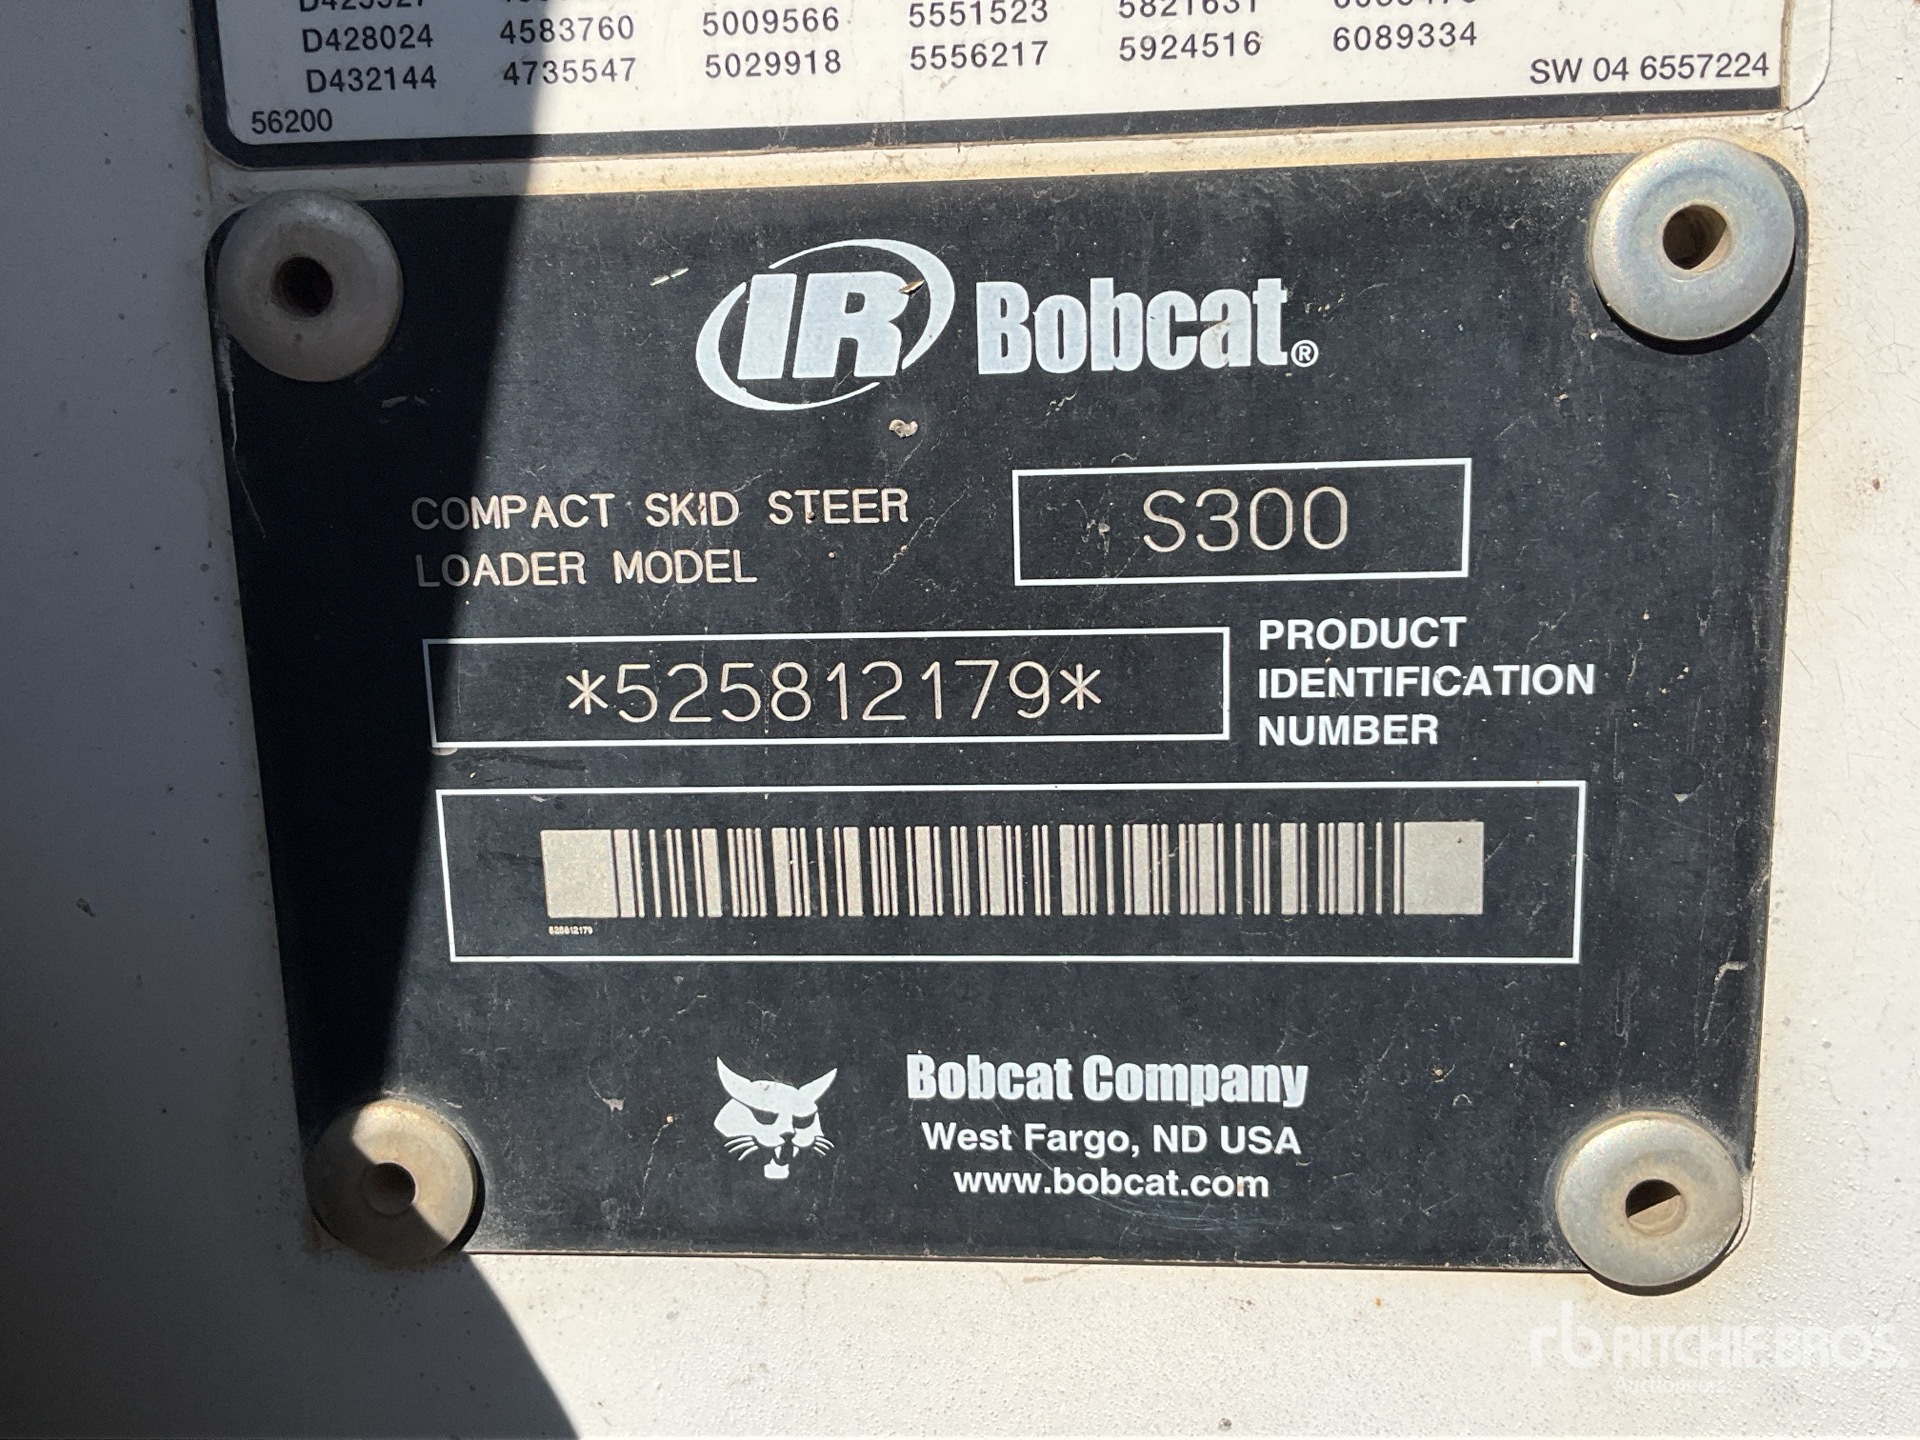 D428024 4583760 5009566 5551523
D432144 4735547 5029918 5556217 5924516 6089334
SW 04 6557224
56200
IR Bobcat®
COMPACT SKID STEER
LOADER MODEL
S300
*525812179*
PRODUCT
IDENTIFICATION
NUMBER
525812179
Bobcat Company
West Fargo, ND USA
www.bobcat.com
rb RITCHIE BROS.
Auctioneers